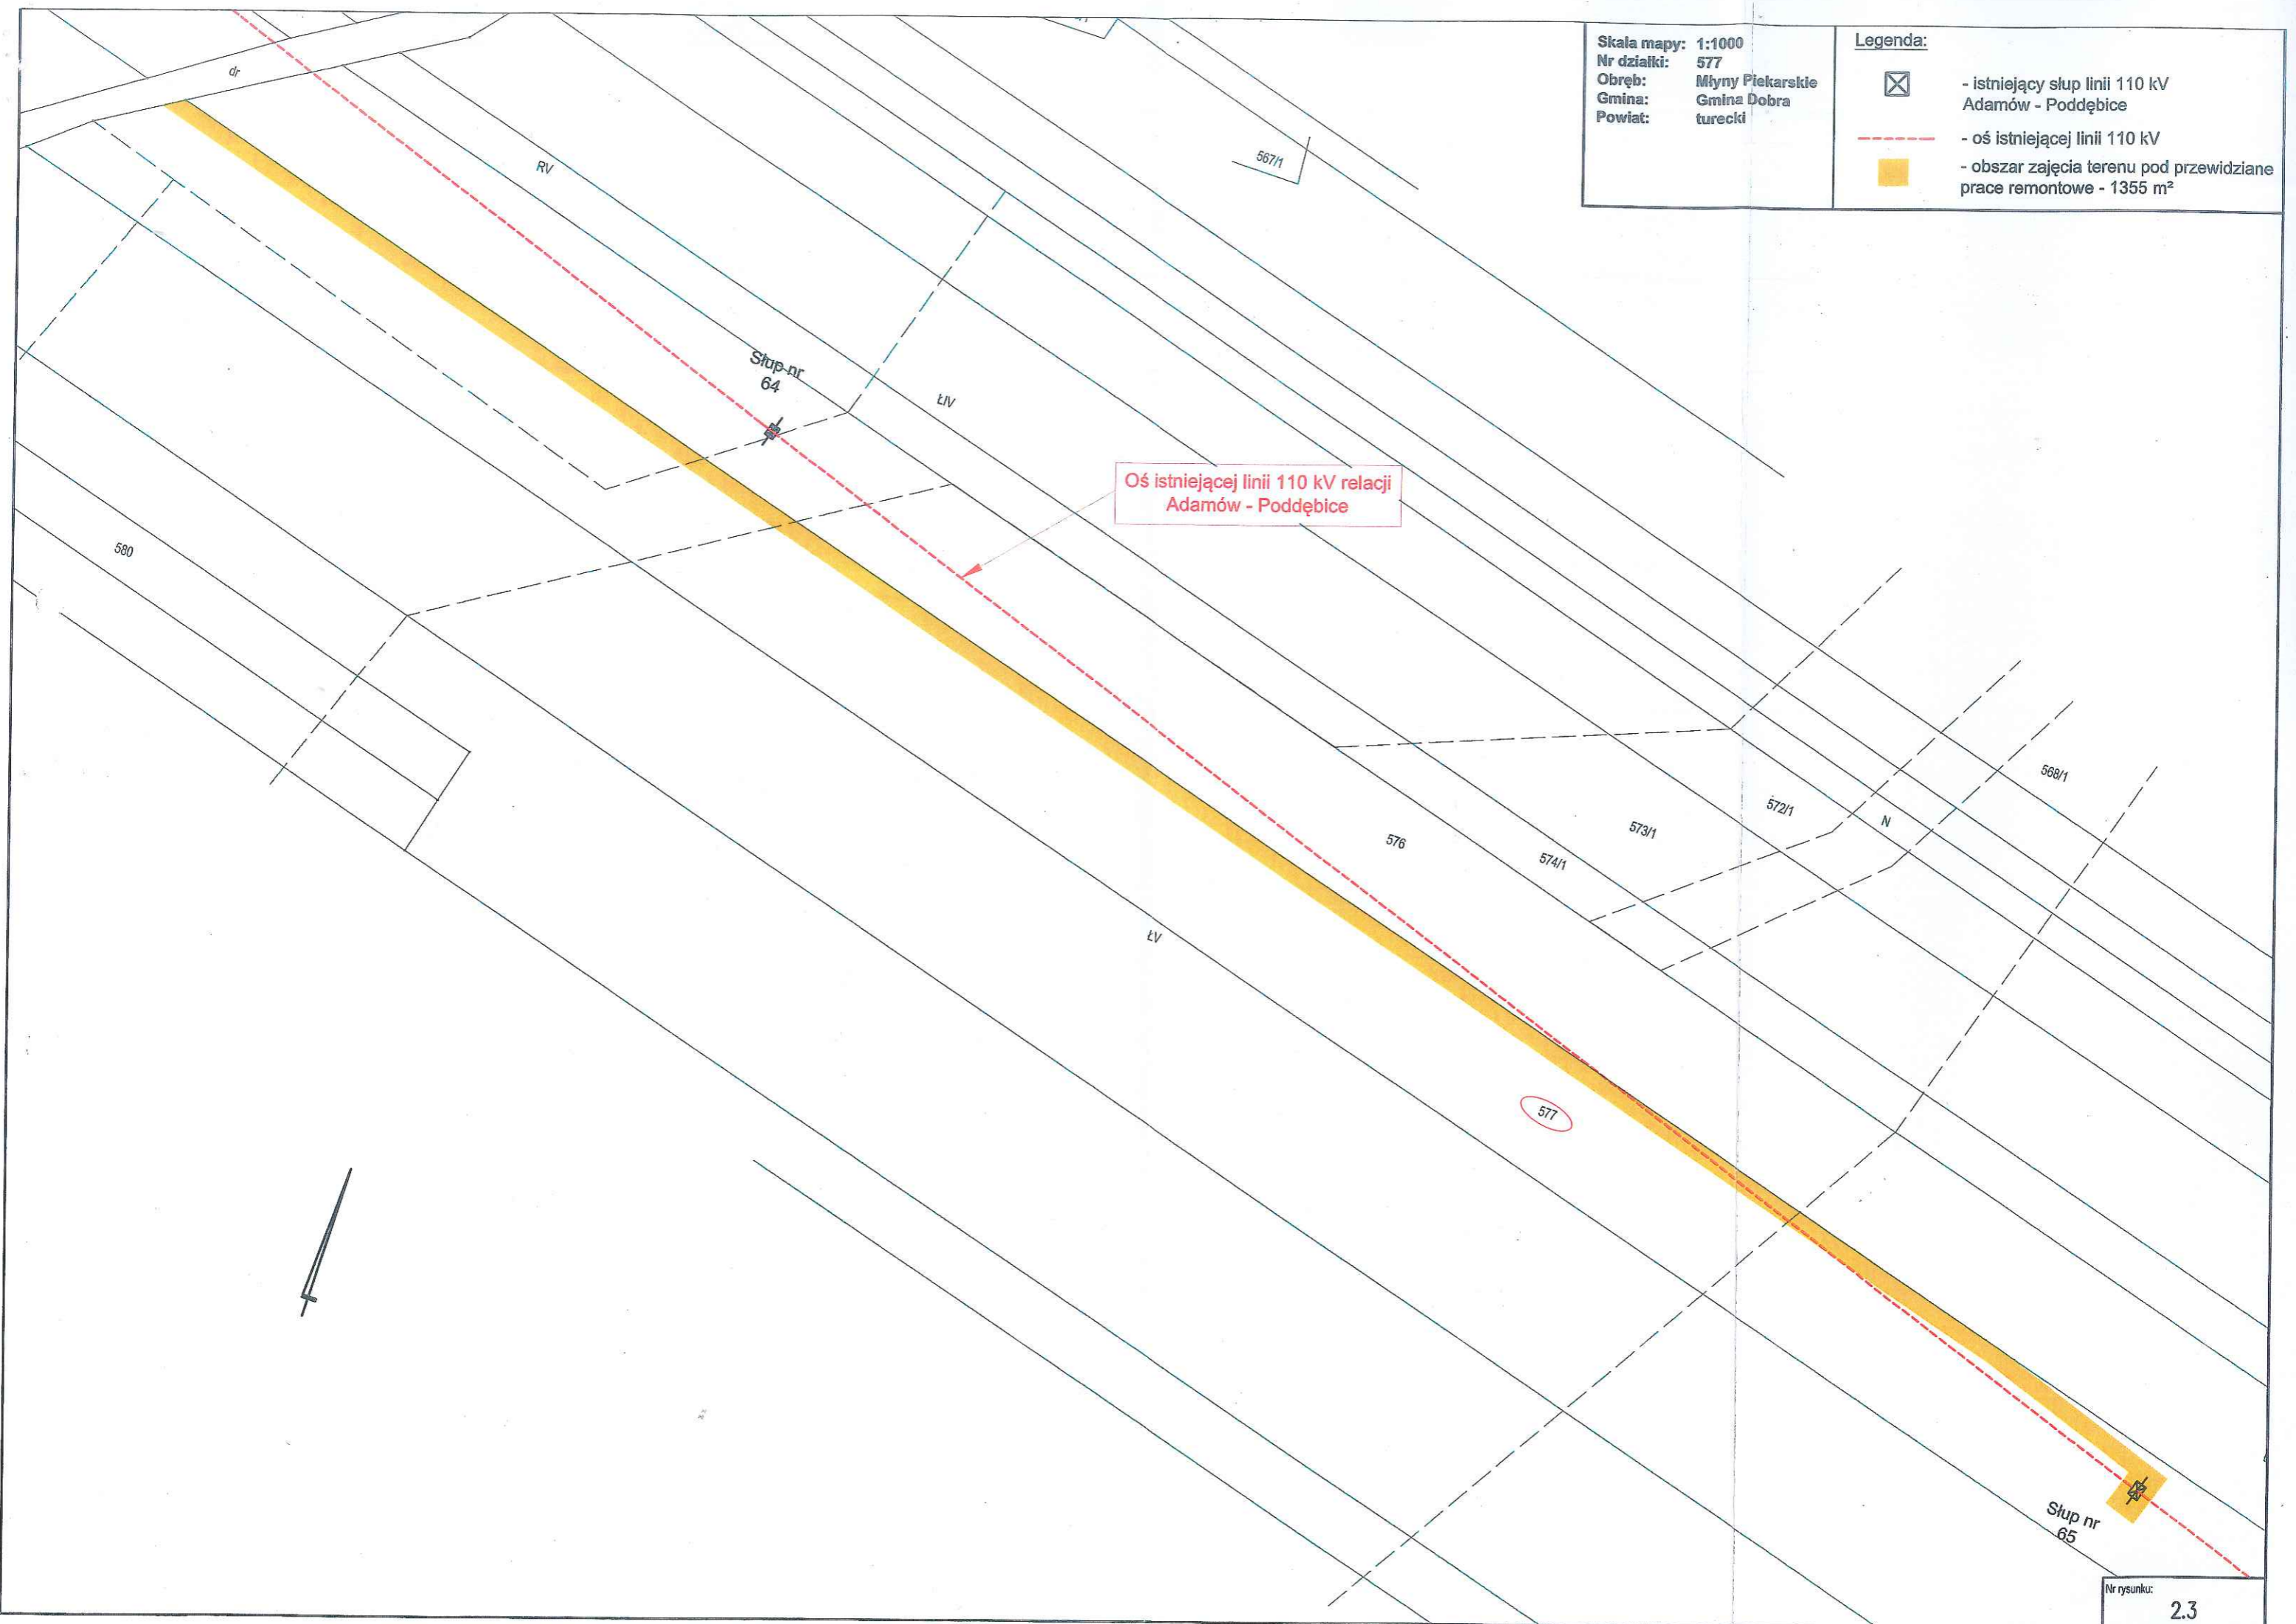 Skala mapy: 1:1000
Nr działki: 577
Obręb: Młyny Piekarskie
Gmina: Gmina Dobra
Powiat: turecki
Legenda:
- istniejący słup linii 110 kV
Adamów - Poddębice
- oś istniejącej linii 110 kV
- obszar zajęcia terenu pod przewidziane
prace remontowe - 1355 m²
dr
RV
567/1
Słup nr
64
ŁIV
Oś istniejącej linii 110 kV relacji
Adamów - Poddębice
580
568/1
572/1
N
573/1
576
574/1
ŁV
577
Słup nr
65
Nr rysunku:
2.3